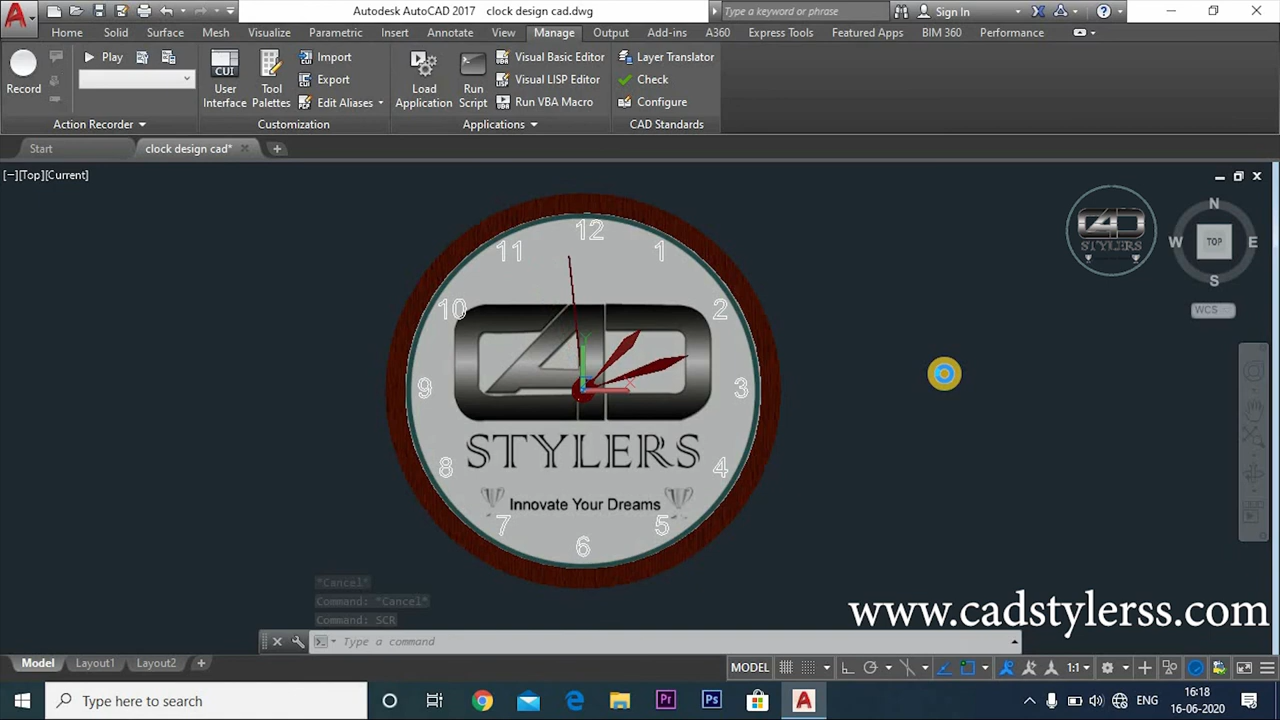 Autodesk AutoCAD 2017 clock design cad.dwg
Type a keyword or phrase
Sign In
Home Solid Surface Mesh Visualize Parametric Insert Annotate View Manage Output Add-ins A360 Express Tools Featured Apps BIM 360 Performance
Record
Play
Action Recorder
CUI
User Interface
Tool Palettes
Import
Export
Edit Aliases
Customization
Load Application
Run Script
Visual Basic Editor
Visual LISP Editor
Run VBA Macro
Applications
Layer Translator
Check
Configure
CAD Standards
Start
clock design cad*
[−][Top][Current]
12
11 1
10 2
9 3
8 4
7 5
6
CAD
STYLERS
Innovate Your Dreams
CAD
STYLERS
N
W TOP E
S
WCS
Y
X
*Cancel*
Command: *Cancel*
Command: SCR
Type a command
www.cadstylerss.com
Model Layout1 Layout2
MODEL
1:1
Type here to search
Pr
Ps
ENG
16:18
16-06-2020